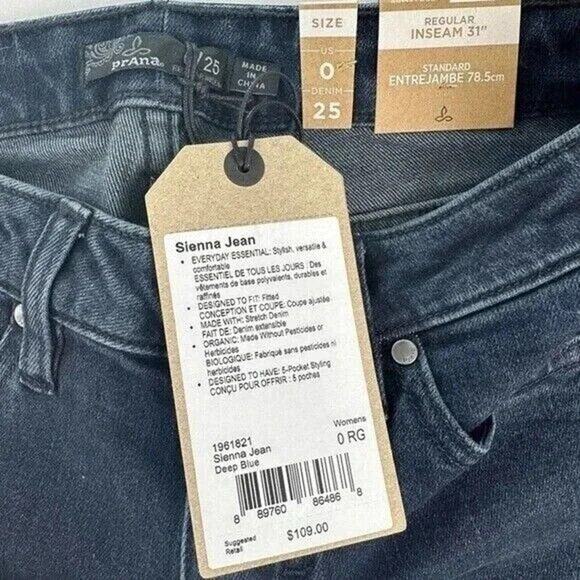 prAna
/25
MADE
IN
CHINA
SIZE
US
0
DENIM
25
REGULAR
INSEAM 31"
STANDARD
ENTREJAMBE 78.5cm
Sienna Jean
• EVERYDAY ESSENTIAL: Stylish, versatile &
comfortable
ESSENTIEL DE TOUS LES JOURS : Des
vêtements de base polyvalents, durables et
raffinés
• DESIGNED TO FIT: Fitted
CONCEPTION ET COUPE: Coupe ajustée
• MADE WITH: Stretch Denim
FAIT DE: Denim extensible
• ORGANIC: Made Without Pesticides or
Herbicides
BIOLOGIQUE: Fabriqué sans pesticides ni
herbicides
• DESIGNED TO HAVE: 5-Pocket Styling
CONÇU POUR OFFRIR : 5 poches
1961821
Sienna Jean
Deep Blue
Womens
0 RG
8 89760 86486 8
Suggested
Retail
$109.00